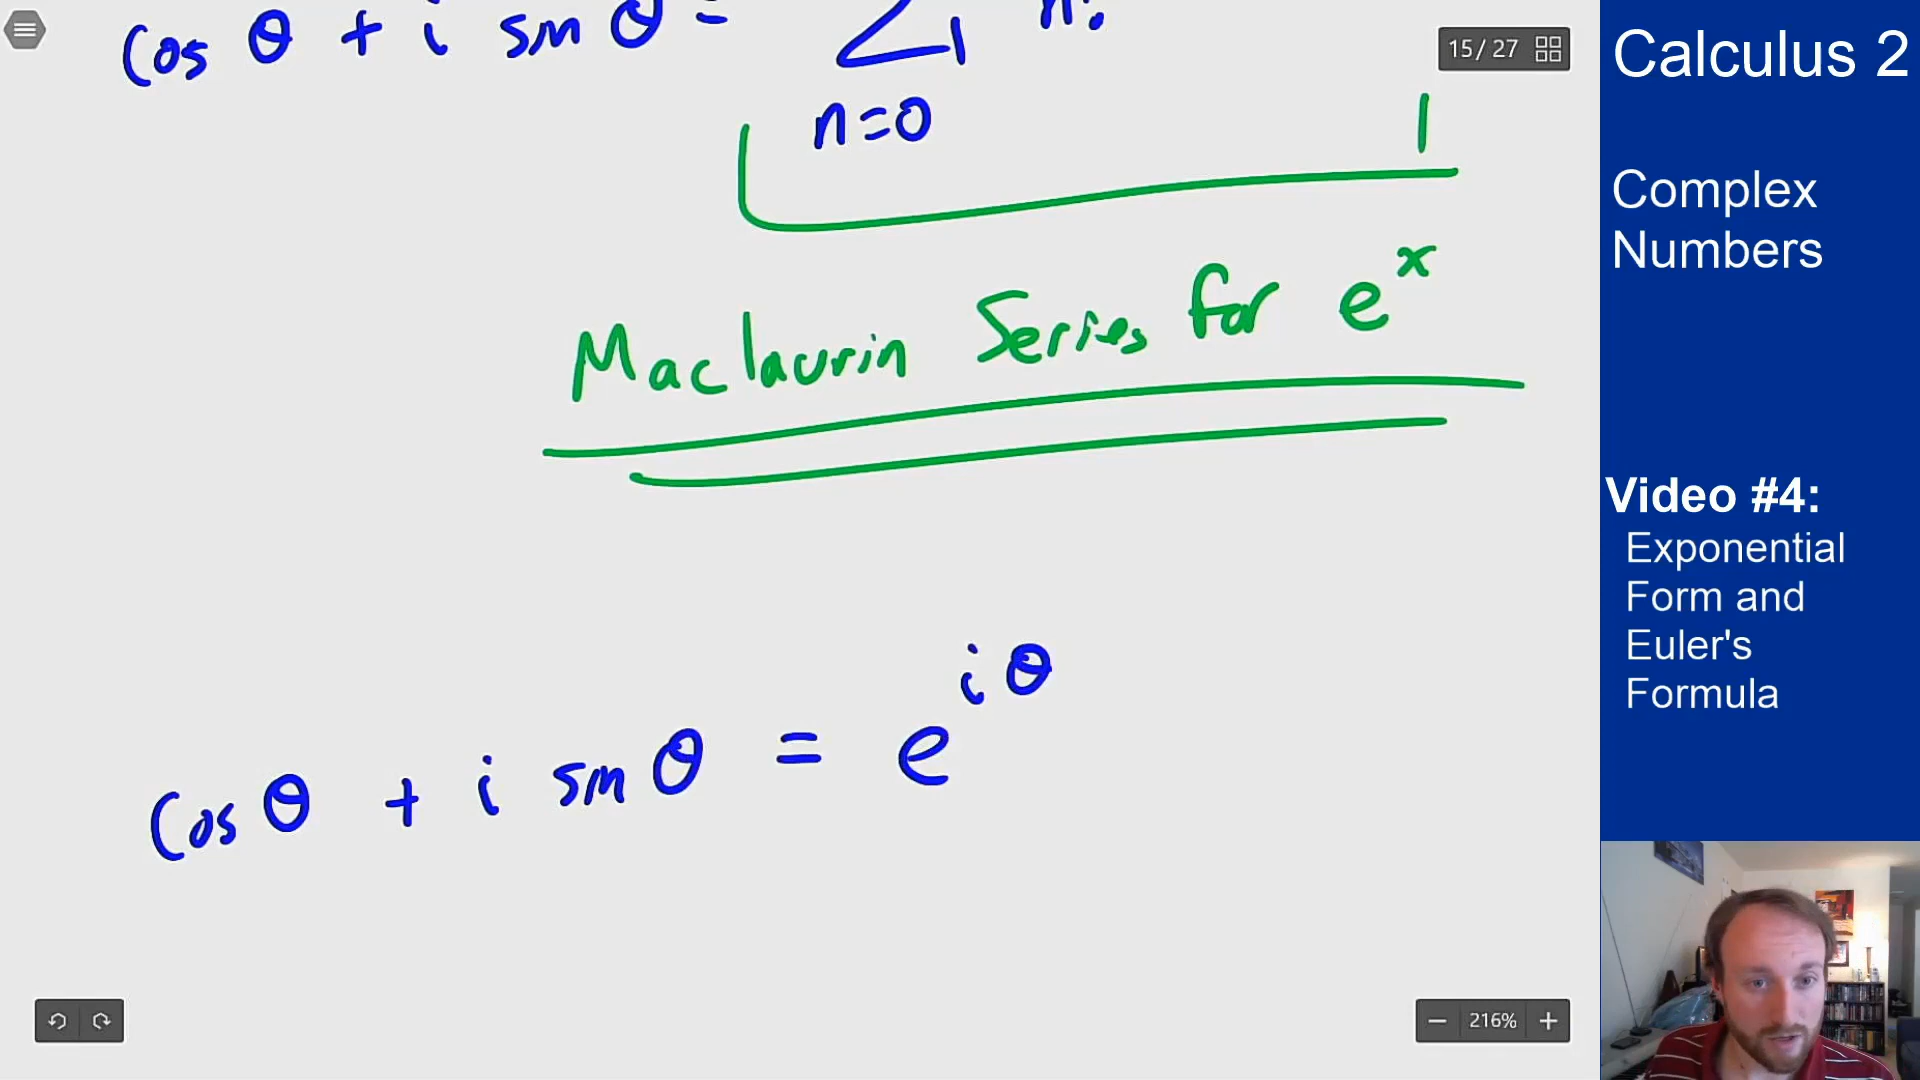 cos θ + i sin θ = ∑ n!
n=0
Maclaurin Series for e^x
cos θ + i sin θ = e^{iθ}
15 / 27
216%
Calculus 2
Complex
Numbers
Video #4:
Exponential
Form and
Euler's
Formula